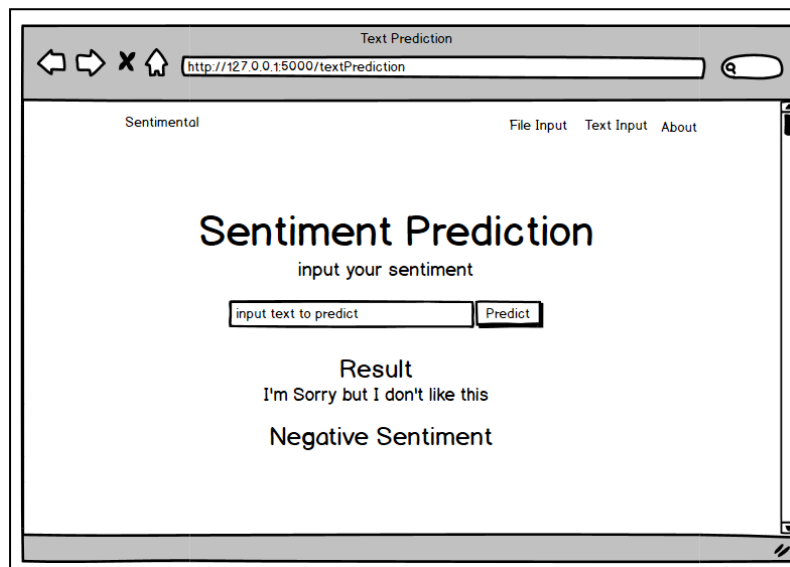 Text Prediction
http://127.0.0.1:5000/textPrediction
Sentimental File Input Text Input About
Sentiment Prediction
input your sentiment
input text to predict Predict
Result
I'm Sorry but I don't like this
Negative Sentiment